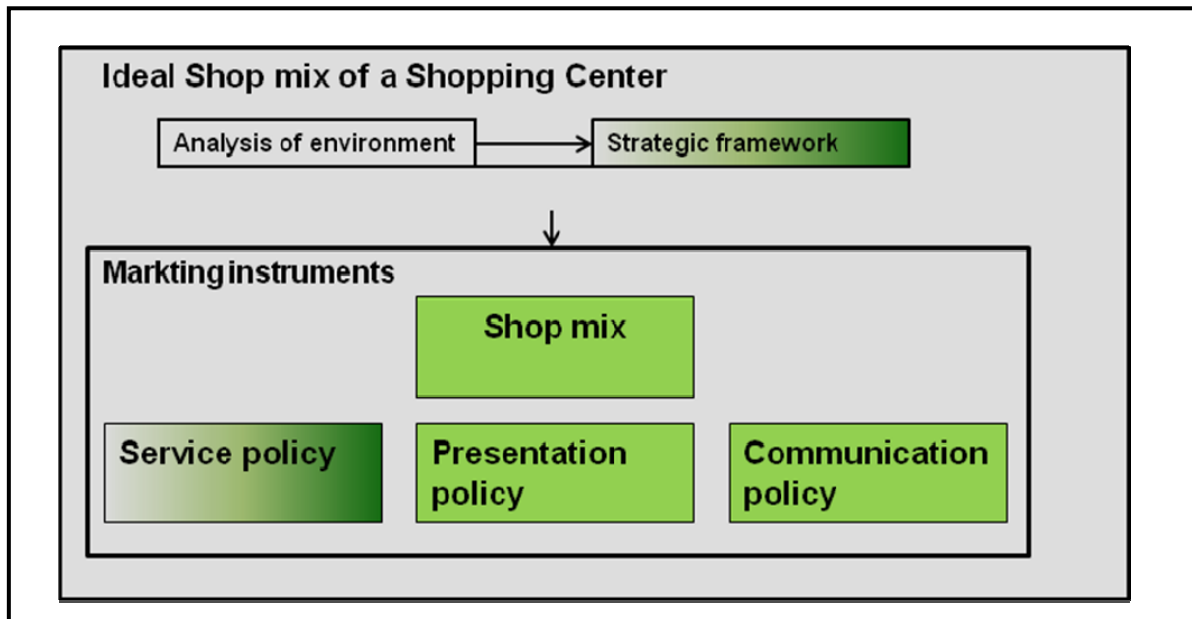 Ideal Shop mix of a Shopping Center
Analysis of environment
Strategic framework
Markting instruments
Shop mix
Service policy
Presentation
policy
Communication
policy